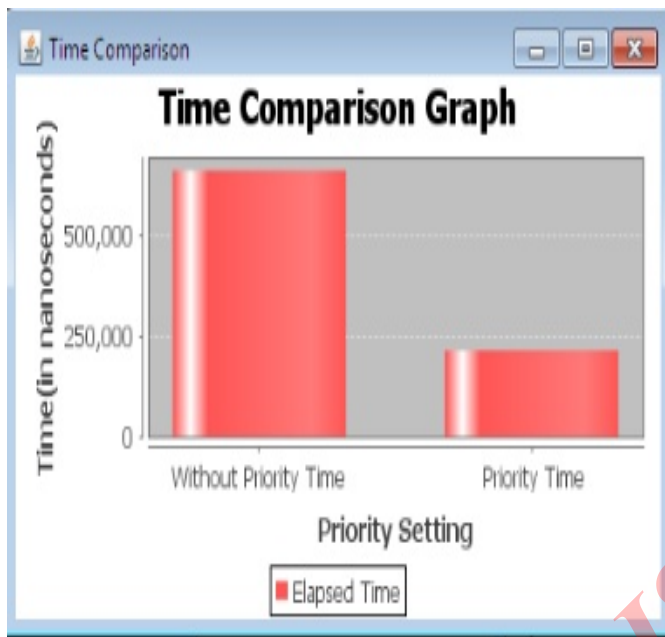 Time Comparison
Time Comparison Graph
Time(in nanoseconds)
500,000
250,000
0
Without Priority Time
Priority Time
Priority Setting
Elapsed Time